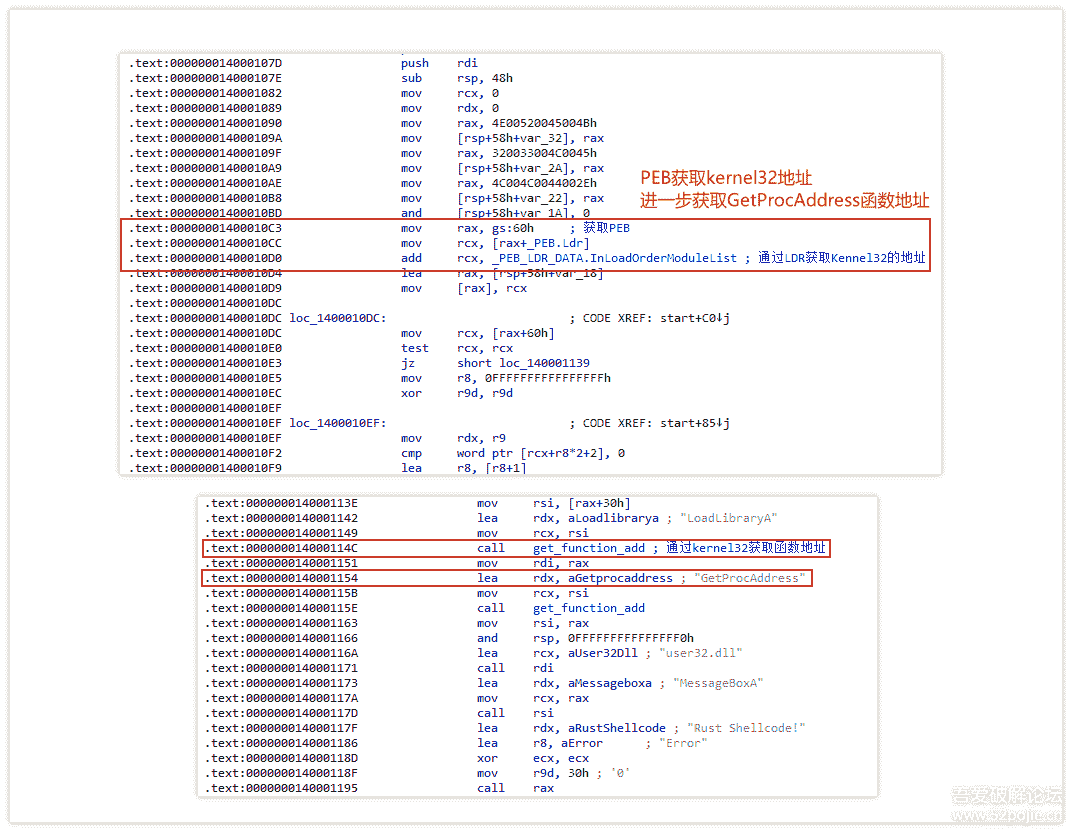 .text:000000014000107D push rdi
.text:000000014000107E sub rsp, 48h
.text:0000000140001082 mov rcx, 0
.text:0000000140001089 mov rdx, 0
.text:0000000140001090 mov rax, 4E00520045004Bh
.text:000000014000109A mov [rsp+58h+var_32], rax
.text:000000014000109F mov rax, 320033004C0045h
.text:00000001400010A9 mov [rsp+58h+var_2A], rax
.text:00000001400010AE mov rax, 4C004C0044002Eh
.text:00000001400010B8 mov [rsp+58h+var_22], rax
.text:00000001400010BD and [rsp+58h+var_1A], 0
PEB获取kernel32地址
进一步获取GetProcAddress函数地址
.text:00000001400010C3 mov rax, gs:60h ; 获取PEB
.text:00000001400010CC mov rcx, [rax+_PEB.Ldr]
.text:00000001400010D0 add rcx, _PEB_LDR_DATA.InLoadOrderModuleList ; 通过LDR获取Kennel32的地址
.text:00000001400010D4 lea rax, [rsp+58h+var_18]
.text:00000001400010D9 mov [rax], rcx
.text:00000001400010DC
.text:00000001400010DC loc_1400010DC: ; CODE XREF: start+C0↓j
.text:00000001400010DC mov rcx, [rax+60h]
.text:00000001400010E0 test rcx, rcx
.text:00000001400010E3 jz short loc_140001139
.text:00000001400010E5 mov r8, 0FFFFFFFFFFFFFFFFh
.text:00000001400010EC xor r9d, r9d
.text:00000001400010EF
.text:00000001400010EF loc_1400010EF: ; CODE XREF: start+85↓j
.text:00000001400010EF mov rdx, r9
.text:00000001400010F2 cmp word ptr [rcx+r8*2+2], 0
.text:00000001400010F9 lea r8, [r8+1]
.text:000000014000113E mov rsi, [rax+30h]
.text:0000000140001142 lea rdx, aLoadlibrarya ; "LoadLibraryA"
.text:0000000140001149 mov rcx, rsi
.text:000000014000114C call get_function_add ; 通过kernel32获取函数地址
.text:0000000140001151 mov rdi, rax
.text:0000000140001154 lea rdx, aGetprocaddress ; "GetProcAddress"
.text:000000014000115B mov rcx, rsi
.text:000000014000115E call get_function_add
.text:0000000140001163 mov rsi, rax
.text:0000000140001166 and rsp, 0FFFFFFFFFFFFFFF0h
.text:000000014000116A lea rcx, aUser32Dll ; "user32.dll"
.text:0000000140001171 call rdi
.text:0000000140001173 lea rdx, aMessageboxa ; "MessageBoxA"
.text:000000014000117A mov rcx, rax
.text:000000014000117D call rsi
.text:000000014000117F lea rdx, aRustShellcode ; "Rust Shellcode!"
.text:0000000140001186 lea r8, aError ; "Error"
.text:000000014000118D xor ecx, ecx
.text:000000014000118F mov r9d, 30h ; '0'
.text:0000000140001195 call rax
吾爱破解论坛
www.52pojie.cn